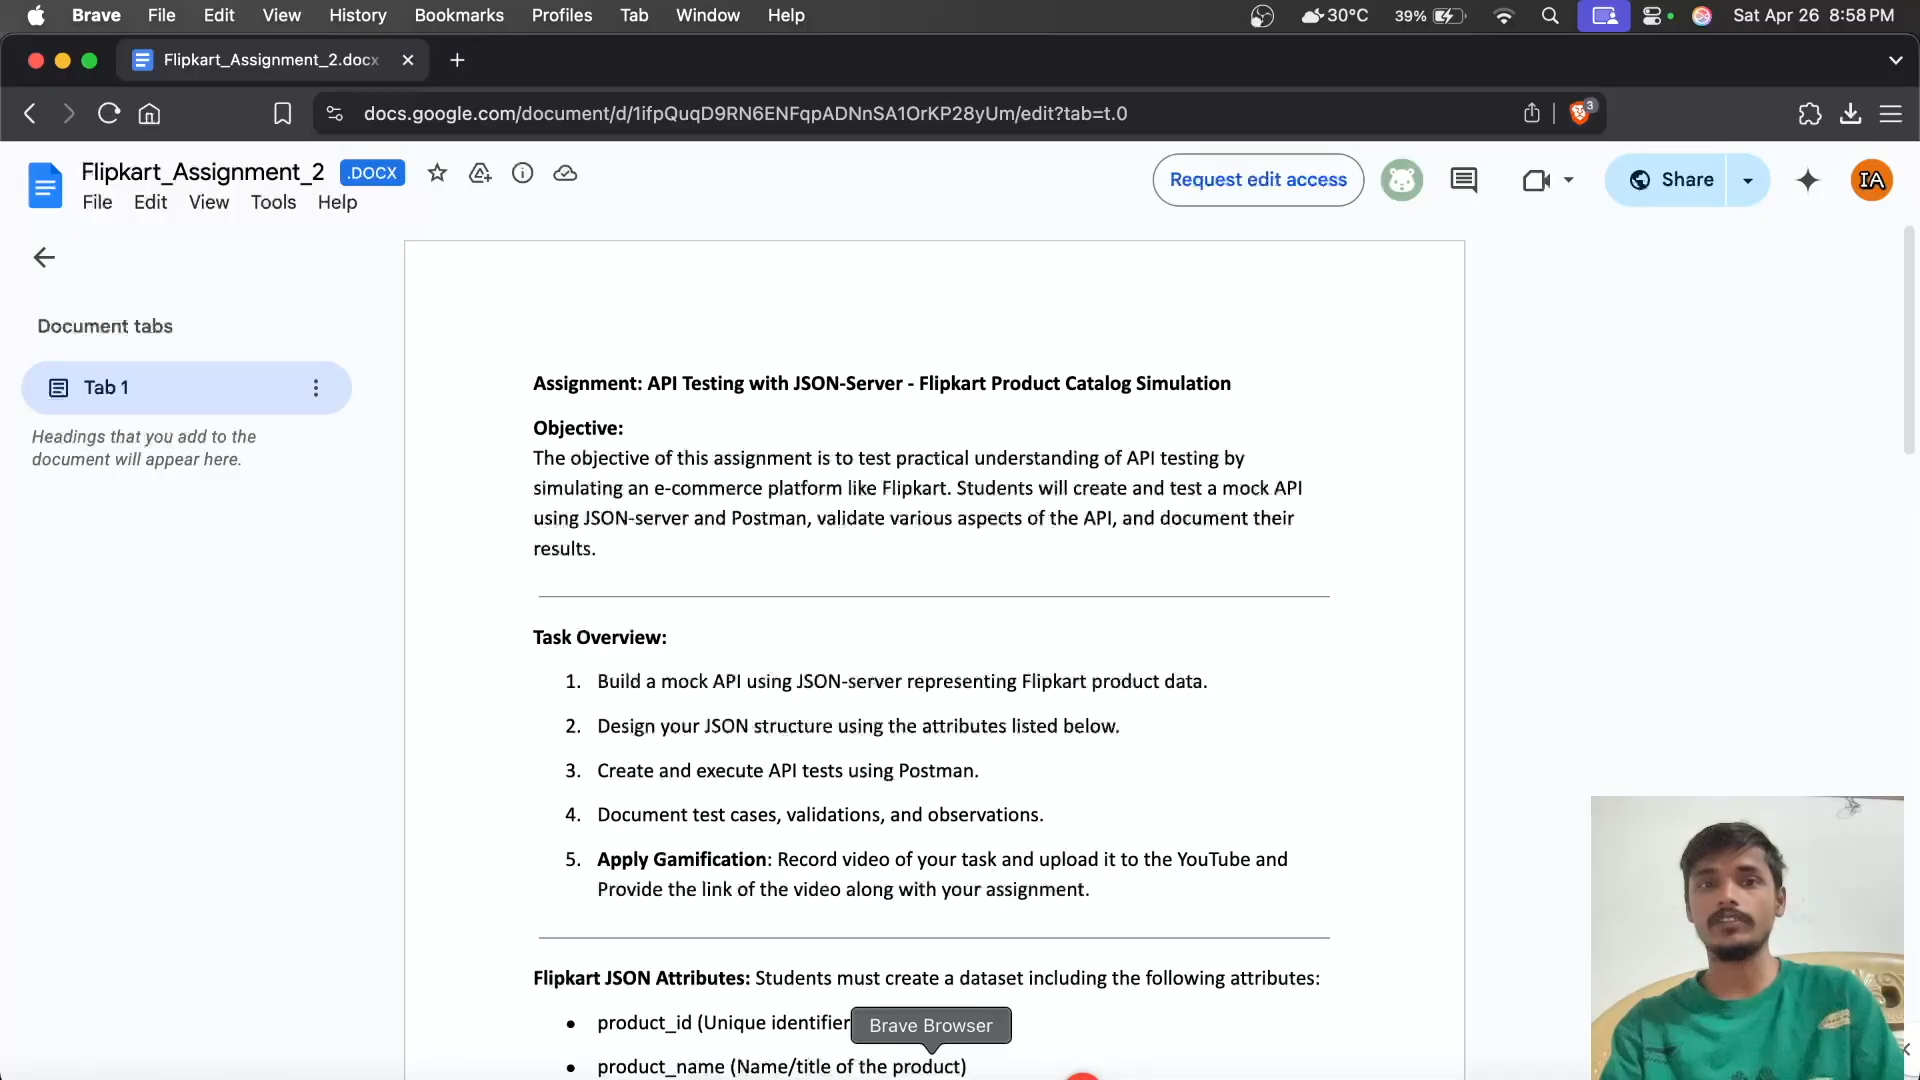 Brave File Edit View History Bookmarks Profiles Tab Window Help 30°C 39% Sat Apr 26 8:58 PM
Flipkart_Assignment_2.docx
docs.google.com/document/d/1ifpQuqD9RN6ENFqpADNnSA1OrKP28yUm/edit?tab=t.0 3
Flipkart_Assignment_2 .DOCX
File Edit View Tools Help
Request edit access
Share
IA
Document tabs
Tab 1
Headings that you add to the
document will appear here.
Assignment: API Testing with JSON-Server - Flipkart Product Catalog Simulation
Objective:
The objective of this assignment is to test practical understanding of API testing by
simulating an e-commerce platform like Flipkart. Students will create and test a mock API
using JSON-server and Postman, validate various aspects of the API, and document their
results.
Task Overview:
1. Build a mock API using JSON-server representing Flipkart product data.
2. Design your JSON structure using the attributes listed below.
3. Create and execute API tests using Postman.
4. Document test cases, validations, and observations.
5. Apply Gamification: Record video of your task and upload it to the YouTube and
Provide the link of the video along with your assignment.
Flipkart JSON Attributes: Students must create a dataset including the following attributes:
• product_id (Unique identifier
Brave Browser
• product_name (Name/title of the product)